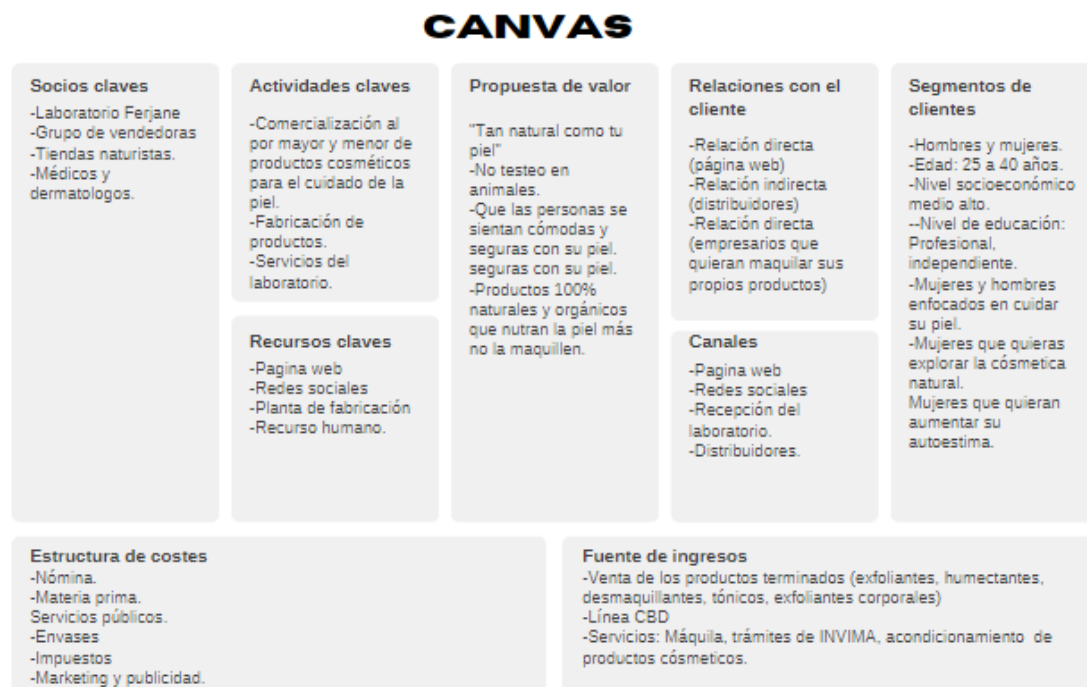 CANVAS
Socios claves
-Laboratorio Ferjane
-Grupo de vendedoras
-Tiendas naturistas.
-Médicos y
dermatologos.
Actividades claves
-Comercialización al
por mayor y menor de
productos cosméticos
para el cuidado de la
piel.
-Fabricación de
productos.
-Servicios del
laboratorio.
Recursos claves
-Pagina web
-Redes sociales
-Planta de fabricación
-Recurso humano.
Propuesta de valor
"Tan natural como tu
piel"
-No testeo en
animales.
-Que las personas se
sientan cómodas y
seguras con su piel.
seguras con su piel.
-Productos 100%
naturales y orgánicos
que nutran la piel más
no la maquillen.
Relaciones con el
cliente
-Relación directa
(página web)
-Relación indirecta
(distribuidores)
-Relación directa
(empresarios que
quieran maquilar sus
propios productos)
Canales
-Pagina web
-Redes sociales
-Recepción del
laboratorio.
-Distribuidores.
Segmentos de
clientes
-Hombres y mujeres.
-Edad: 25 a 40 años.
-Nivel socioeconómico
medio alto.
--Nivel de educación:
Profesional,
independiente.
-Mujeres y hombres
enfocados en cuidar
su piel.
-Mujeres que quieras
explorar la cósmetica
natural.
Mujeres que quieran
aumentar su
autoestima.
Estructura de costes
-Nómina.
-Materia prima.
Servicios públicos.
-Envases
-Impuestos
-Marketing y publicidad.
Fuente de ingresos
-Venta de los productos terminados (exfoliantes, humectantes,
desmaquillantes, tónicos, exfoliantes corporales)
-Línea CBD
-Servicios: Máquila, trámites de INVIMA, acondicionamiento de
productos cósmeticos.